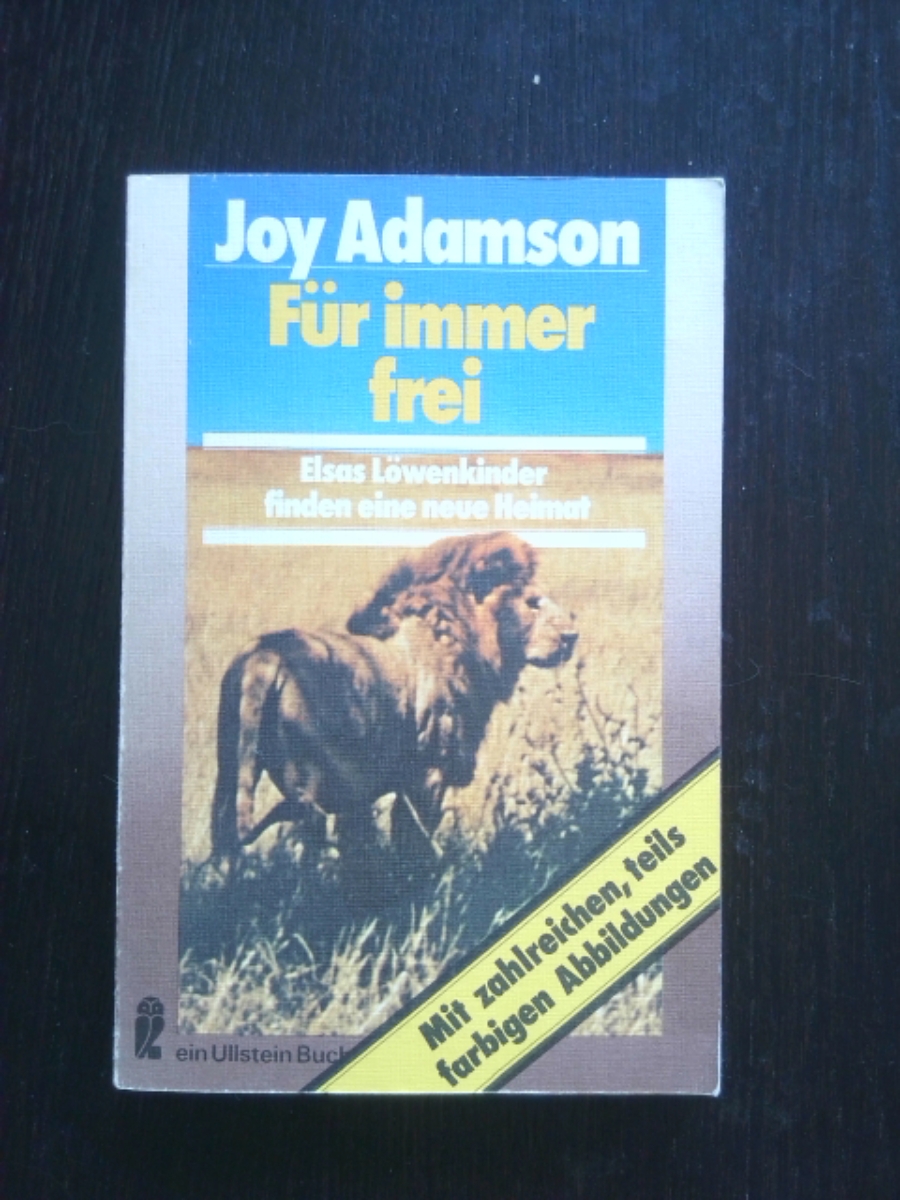 Joy Adamson
Für immer
frei
Elsas Löwenkinder
finden eine neue Heimat
Mit zahlreichen, teils
farbigen Abbildungen
ein Ullstein Buch